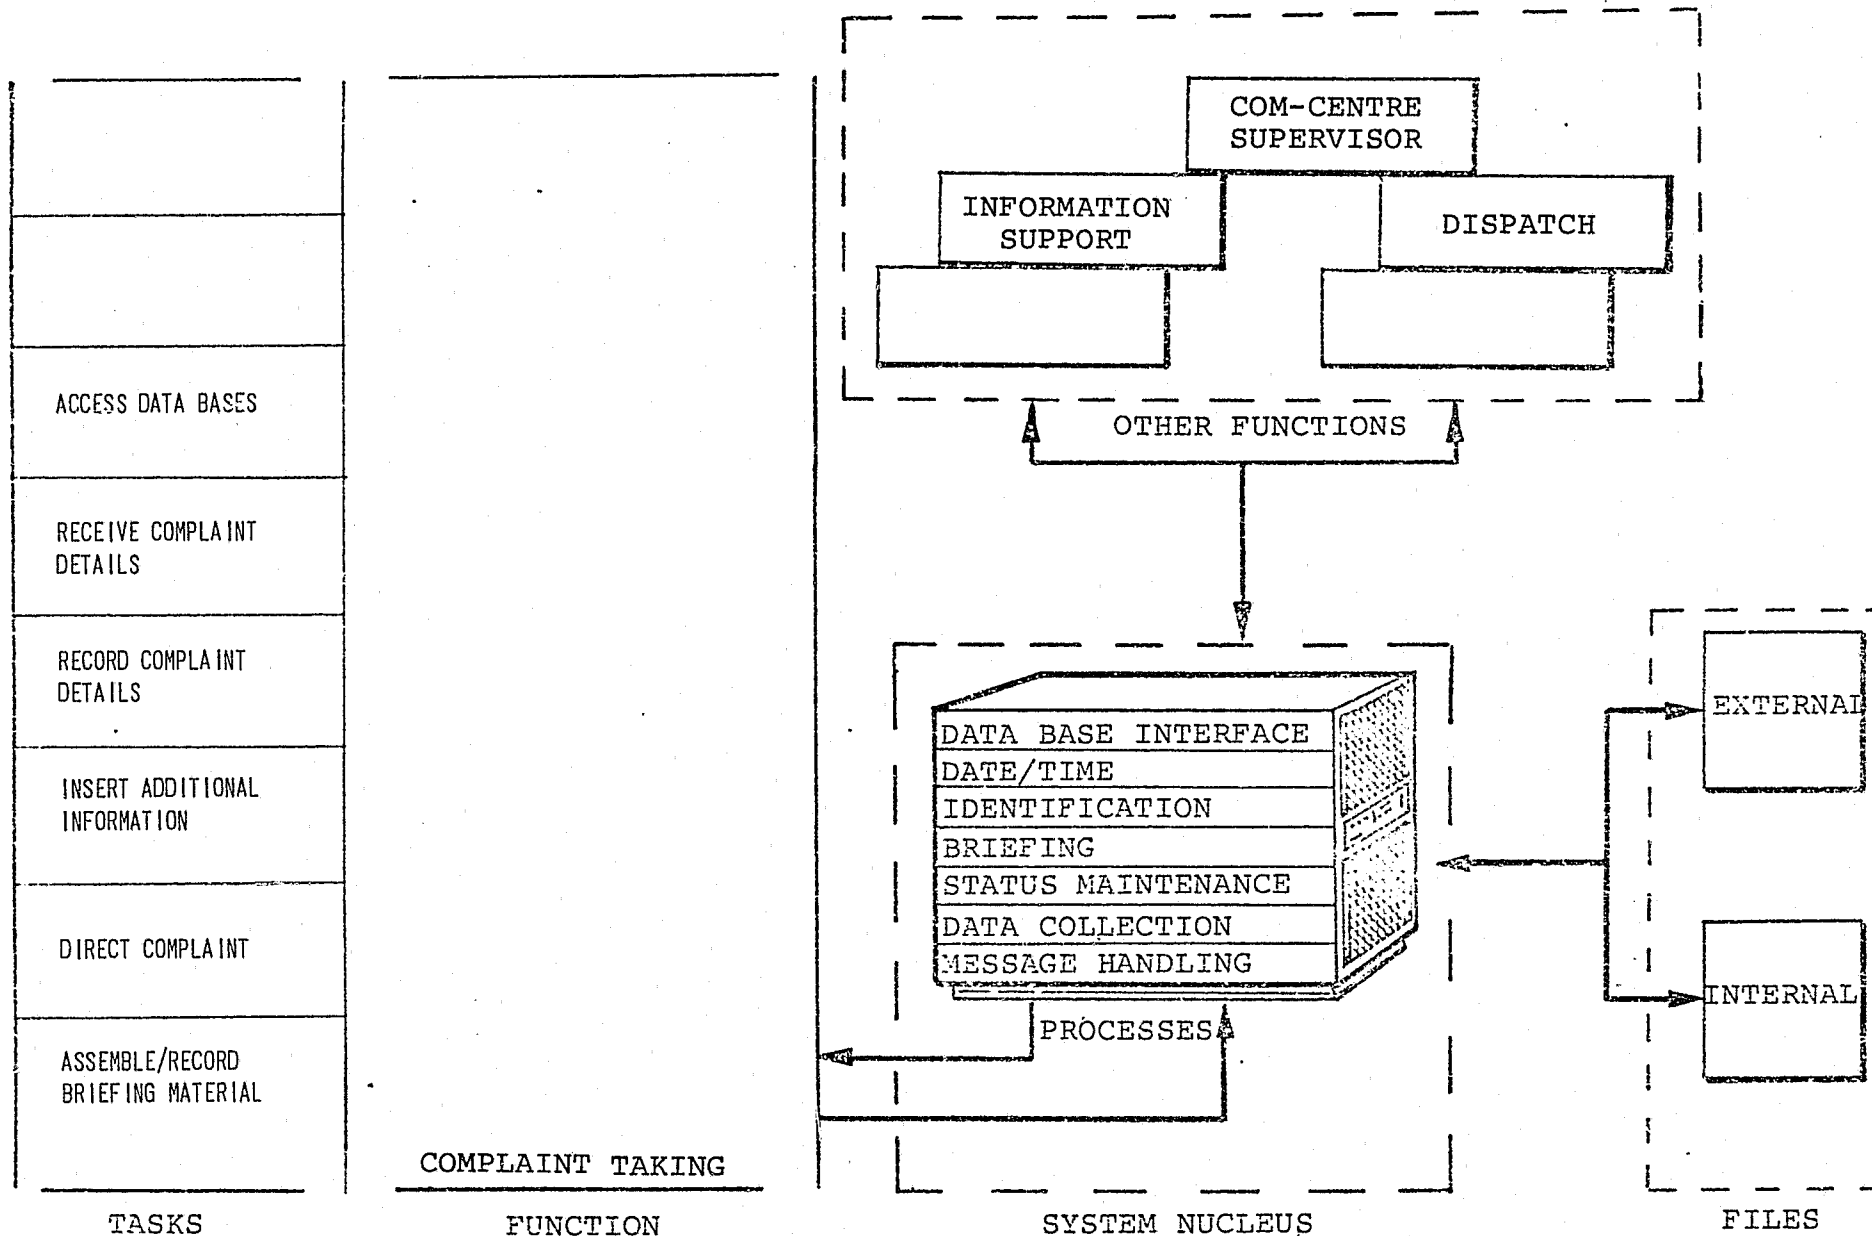 COM-CENTRE
SUPERVISOR
INFORMATION
SUPPORT
DISPATCH
OTHER FUNCTIONS
ACCESS DATA BASES
RECEIVE COMPLAINT
DETAILS
RECORD COMPLAINT
DETAILS
INSERT ADDITIONAL
INFORMATION
DIRECT COMPLAINT
ASSEMBLE/RECORD
BRIEFING MATERIAL
TASKS
COMPLAINT TAKING
FUNCTION
DATA BASE INTERFACE
DATE/TIME
IDENTIFICATION
BRIEFING
STATUS MAINTENANCE
DATA COLLECTION
MESSAGE HANDLING
PROCESSES
SYSTEM NUCLEUS
EXTERNAL
INTERNAL
FILES